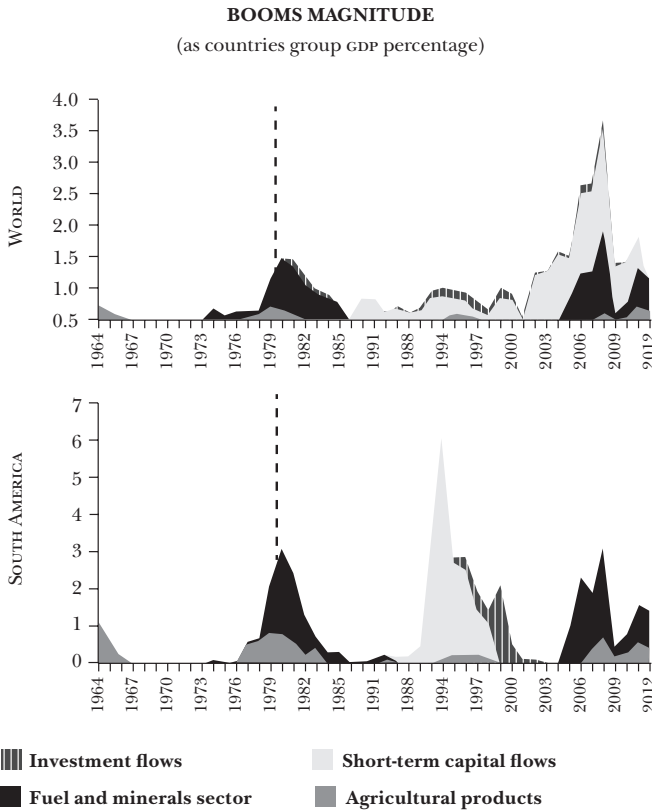 BOOMS MAGNITUDE
(as countries group GDP percentage)
World
4.0
3.5
3.0
2.5
2.0
1.5
1.0
0.5
1964 1967 1970 1973 1976 1979 1982 1985 1991 1988 1994 1997 2000 2003 2006 2009 2012
South America
7
6
5
4
3
2
1
0
1964 1967 1970 1973 1976 1979 1982 1985 1991 1988 1994 1997 2000 2003 2006 2009 2012
Investment flows Short-term capital flows
Fuel and minerals sector Agricultural products